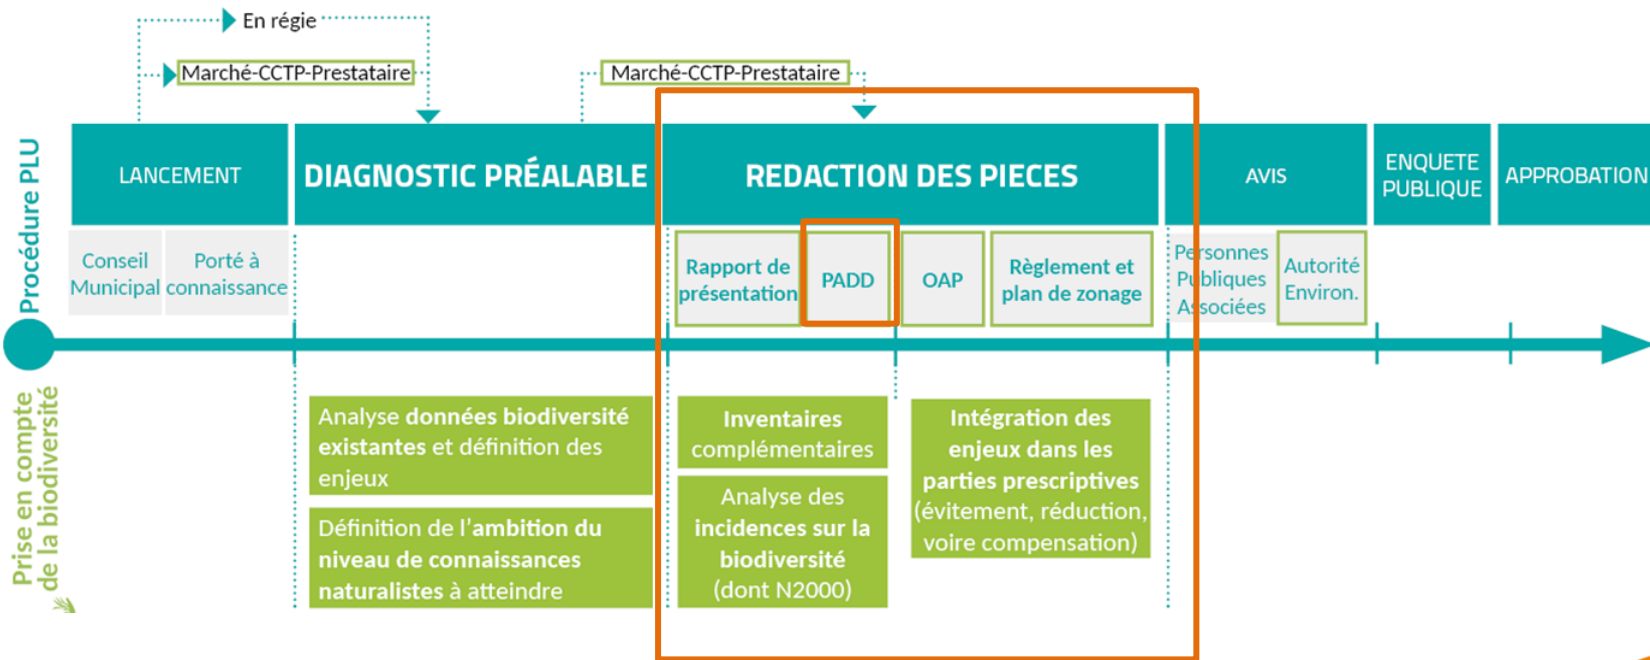 En régie
Marché-CCTP-Prestataire
Marché-CCTP-Prestataire
Procédure PLU
LANCEMENT
DIAGNOSTIC PRÉALABLE
REDACTION DES PIECES
AVIS
ENQUETE
PUBLIQUE
APPROBATION
Conseil
Municipal
Porté à
connaissance
Rapport de
présentation
PADD
OAP
Règlement et
plan de zonage
Personnes
Publiques
Associées
Autorité
Environ.
Prise en compte
de la biodiversité
Analyse données biodiversité
existantes et définition des
enjeux
Définition de l'ambition du
niveau de connaissances
naturalistes à atteindre
Inventaires
complémentaires
Analyse des
incidences sur la
biodiversité
(dont N2000)
Intégration des
enjeux dans les
parties prescriptives
(évitement, réduction,
voire compensation)